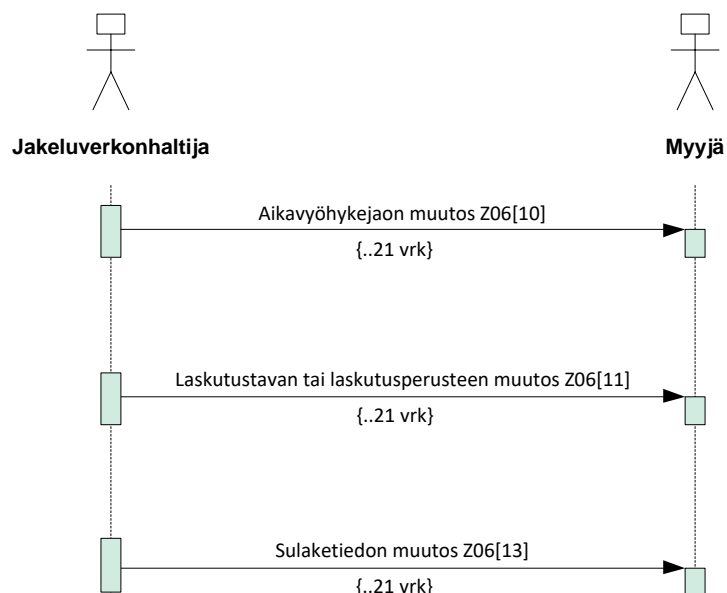 Jakeluverkonhaltija
Myyjä
Aikavyöhykejaon muutos Z06[10]
{..21 vrk}
Laskutustavan tai laskutusperusteen muutos Z06[11]
{..21 vrk}
Sulaketiedon muutos Z06[13]
{..21 vrk}